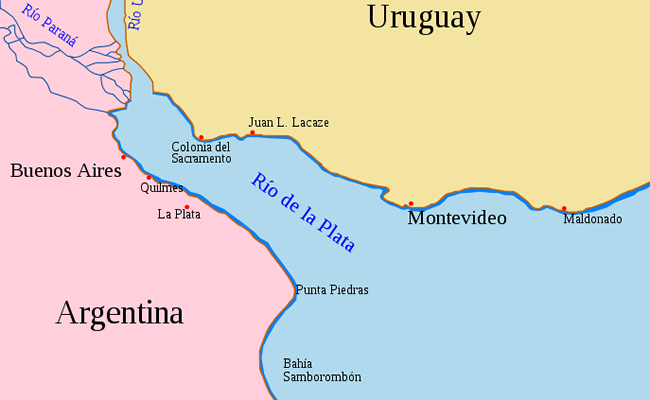 Uruguay
Río Paraná
Río U
Juan L. Lacaze
Colonia del
Sacramento
Buenos Aires
Quilmes
La Plata
Río de la Plata
Montevideo
Maldonado
Punta Piedras
Argentina
Bahía
Samborombón